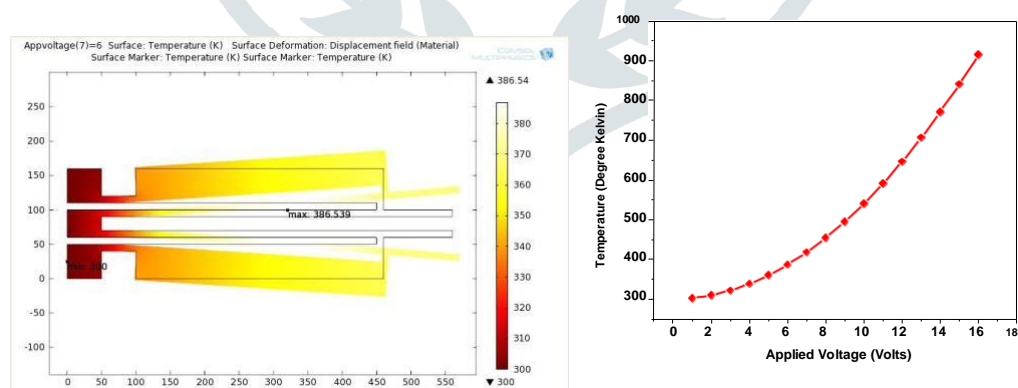 Appvoltage(7)=6 Surface: Temperature (K) Surface Deformation: Displacement field (Material)
Surface Marker: Temperature (K) Surface Marker: Temperature (K)
COMSOL
MULTIPHYSICS
▲ 386.54
250
200
150
100
50
0
-50
-100
max: 386.539
min: 300
0 50 100 150 200 250 300 350 400 450 500 550
380
370
360
350
340
330
320
310
300
▼ 300
1000
900
800
700
600
500
400
300
Temperature (Degree Kelvin)
0 2 4 6 8 10 12 14 16 18
Applied Voltage (Volts)